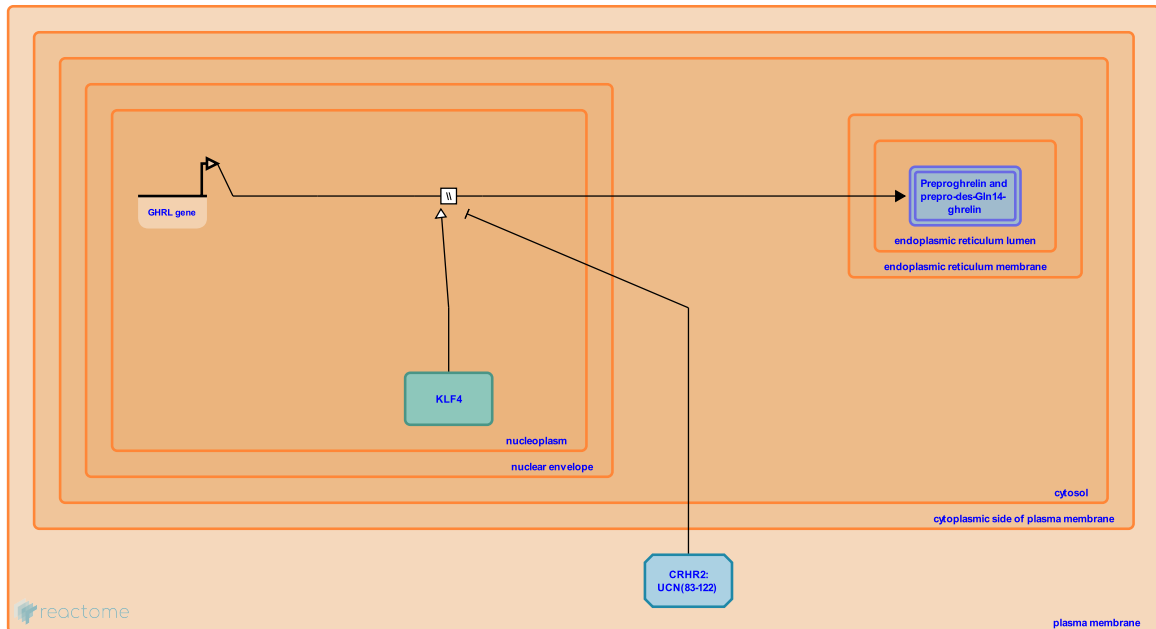 GHRL gene
\\
Preproghrelin and
prepro-des-Gln14-
ghrelin
endoplasmic reticulum lumen
endoplasmic reticulum membrane
KLF4
nucleoplasm
nuclear envelope
cytosol
cytoplasmic side of plasma membrane
CRHR2:
UCN(83-122)
reactome
plasma membrane